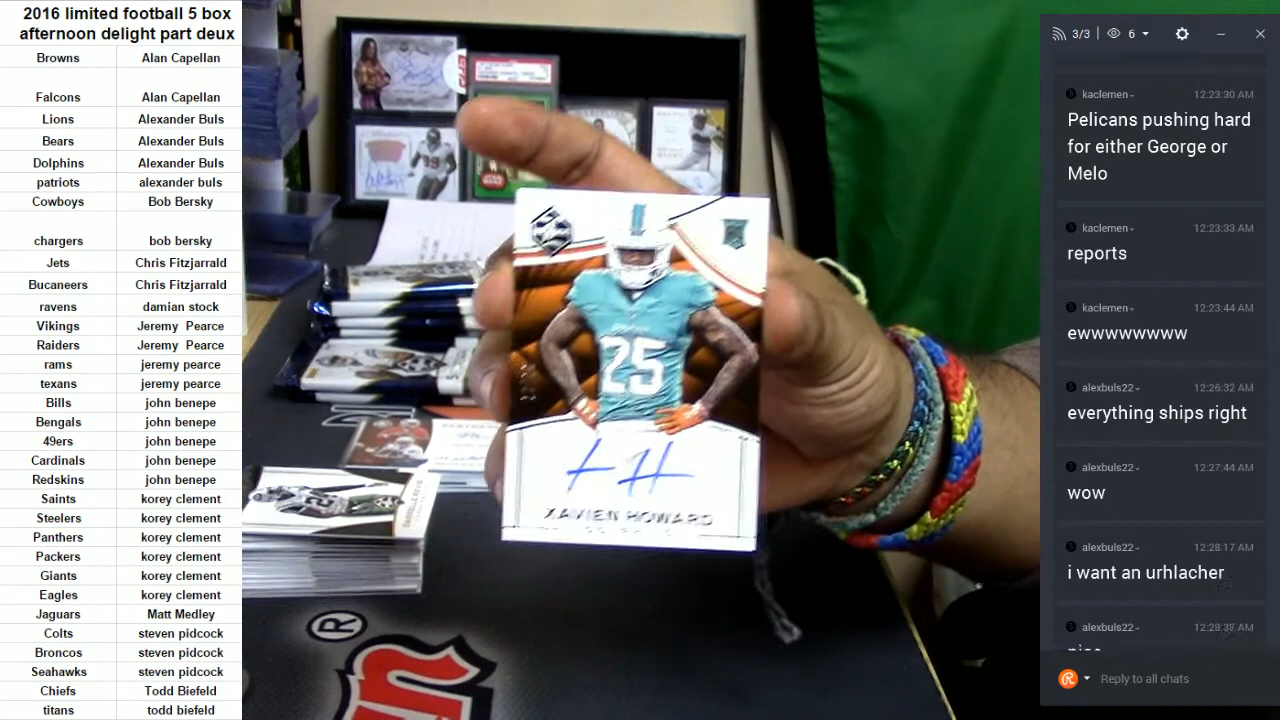 2016 limited football 5 box
afternoon delight part deux
Browns Alan Capellan
Falcons Alan Capellan
Lions Alexander Buls
Bears Alexander Buls
Dolphins Alexander Buls
patriots alexander buls
Cowboys Bob Bersky
chargers bob bersky
Jets Chris Fitzjarrald
Bucaneers Chris Fitzjarrald
ravens damian stock
Vikings Jeremy Pearce
Raiders Jeremy Pearce
rams jeremy pearce
texans jeremy pearce
Bills john benepe
Bengals john benepe
49ers john benepe
Cardinals john benepe
Redskins john benepe
Saints korey clement
Steelers korey clement
Panthers korey clement
Packers korey clement
Giants korey clement
Eagles korey clement
Jaguars Matt Medley
Colts steven pidcock
Broncos steven pidcock
Seahawks steven pidcock
Chiefs Todd Biefeld
titans todd biefeld
25
XAVIEN HOWARD
®
3/3 6
kaclemen 12:23:30 AM
Pelicans pushing hard
for either George or
Melo
kaclemen 12:23:33 AM
reports
kaclemen 12:23:44 AM
ewwwwwwww
alexbuls22 12:26:32 AM
everything ships right
alexbuls22 12:27:44 AM
wow
alexbuls22 12:28:17 AM
i want an urhlacher
alexbuls22 12:28:38 AM
Reply to all chats